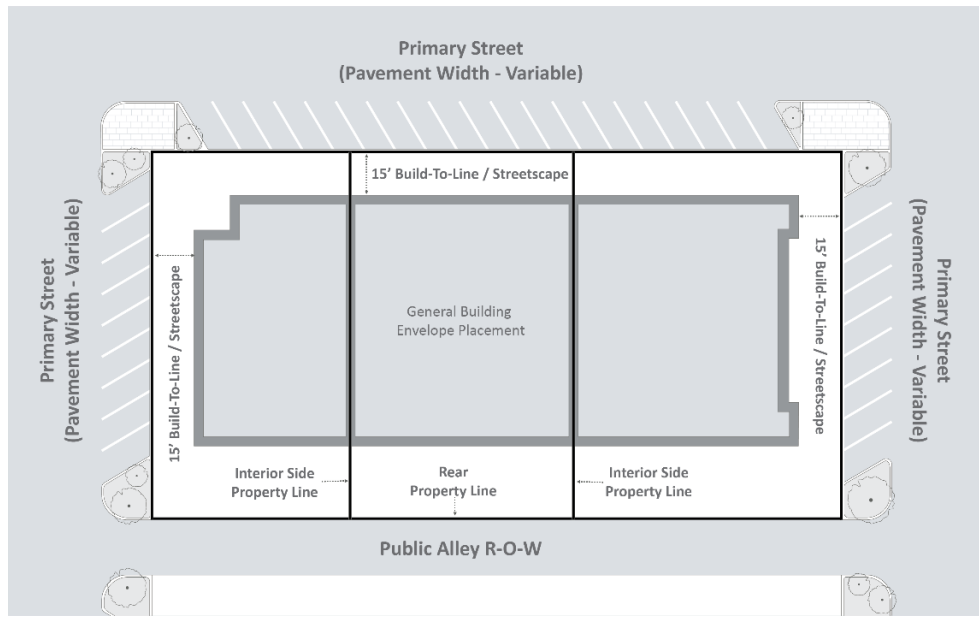 Primary Street
(Pavement Width - Variable)
15' Build-To-Line / Streetscape
Primary Street
(Pavement Width - Variable)
15' Build-To-Line / Streetscape
General Building
Envelope Placement
15' Build-To-Line / Streetscape
Primary Street
(Pavement Width - Variable)
Interior Side
Property Line
Rear
Property Line
Interior Side
Property Line
Public Alley R-O-W